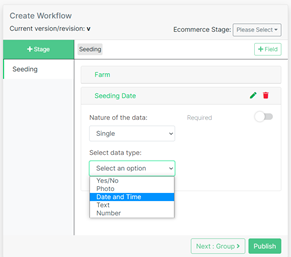 Create Workflow
Current version/revision: v
Ecommerce Stage: Please Select
+ Stage
Seeding
+ Field
Seeding
Farm
Seeding Date
Nature of the data:
Required
Single
Select data type:
Select an option
Yes/No
Photo
Date and Time
Text
Number
Next : Group >
Publish